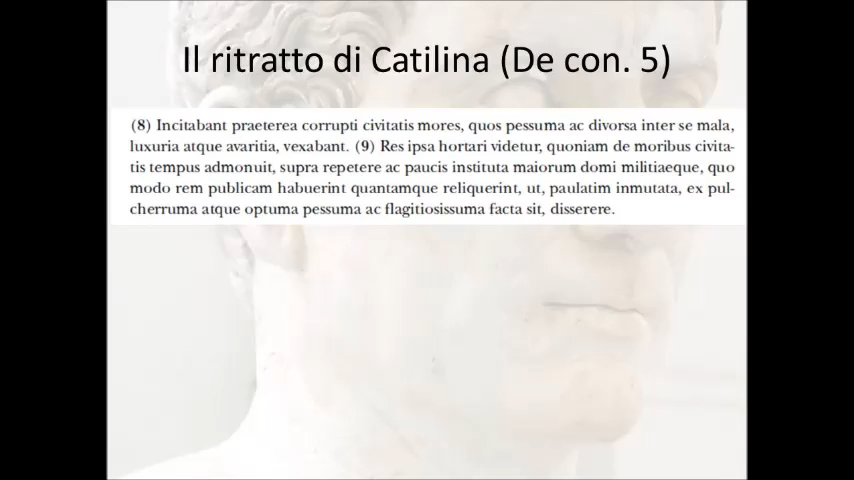 Il ritratto di Catilina (De con. 5)
(8) Incitabant praeterea corrupti civitatis mores, quos pessuma ac divorsa inter se mala,
luxuria atque avaritia, vexabant. (9) Res ipsa hortari videtur, quoniam de moribus civita-
tis tempus admonuit, supra repetere ac paucis instituta maiorum domi militiaeque, quo
modo rem publicam habuerint quantamque reliquerint, ut, paulatim inmutata, ex pul-
cherruma atque optuma pessuma ac flagitiosissuma facta sit, disserere.